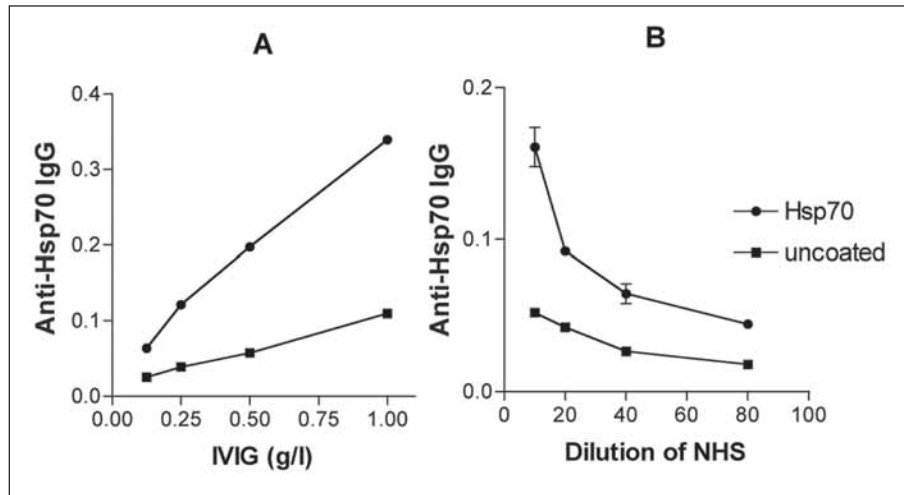 A
Anti-Hsp70 IgG
0.4
0.3
0.2
0.1
0.0
0.00 0.25 0.50 0.75 1.00
IVIG (g/l)
B
Anti-Hsp70 IgG
0.2
0.1
0.0
0 20 40 60 80 100
Dilution of NHS
Hsp70
uncoated